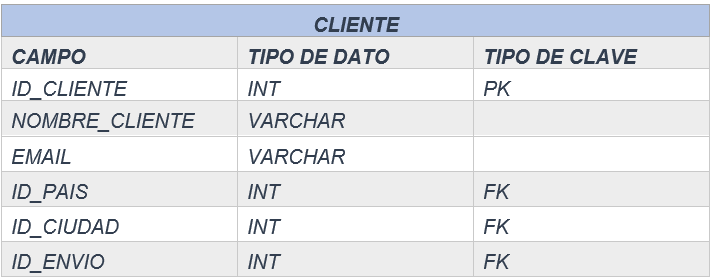 CLIENTE
CAMPO TIPO DE DATO TIPO DE CLAVE
ID_CLIENTE INT PK
NOMBRE_CLIENTE VARCHAR
EMAIL VARCHAR
ID_PAIS INT FK
ID_CIUDAD INT FK
ID_ENVIO INT FK